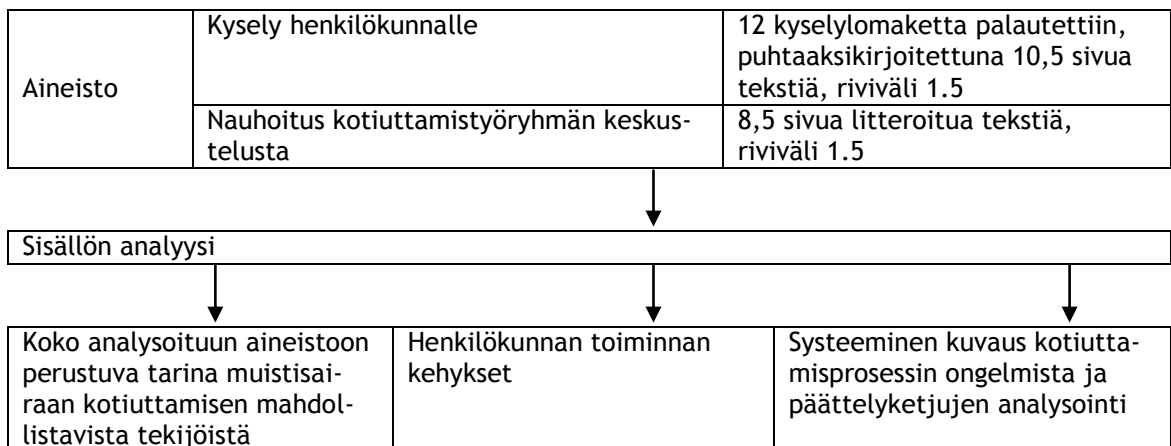 Aineisto
Kysely henkilökunnalle
12 kyselylomaketta palautettiin,
puhtaaksikirjoitettuna 10,5 sivua
tekstiä, riviväli 1.5
Nauhoitus kotiuttamistyöryhmän keskus-
telusta
8,5 sivua litteroitua tekstiä,
riviväli 1.5
Sisällön analyysi
Koko analysoituun aineistoon
perustuva tarina muistisai-
raan kotiuttamisen mahdol-
listavista tekijöistä
Henkilökunnan toiminnan
kehykset
Systeeminen kuvaus kotiutta-
misprosessin ongelmista ja
päättelyketjujen analysointi